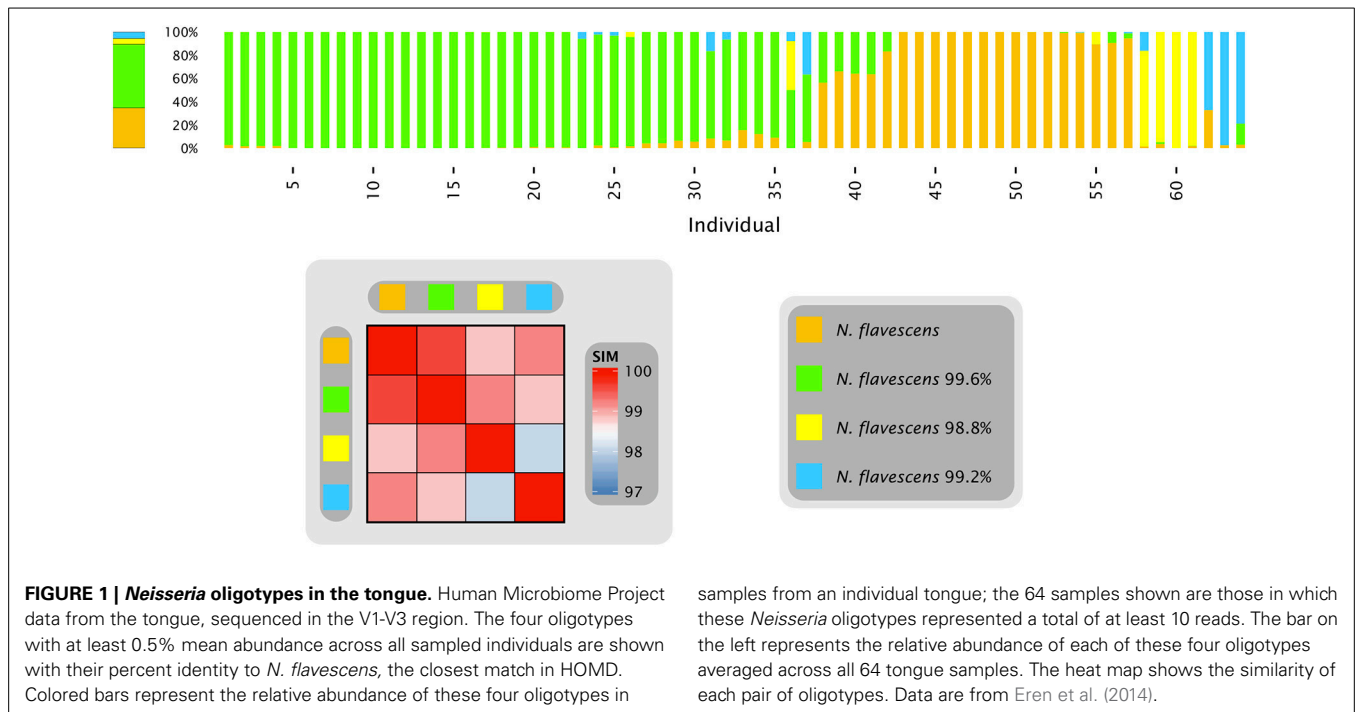 100%
80%
60%
40%
20%
0%
5
10
15
20
25
30
35
40
45
50
55
60
Individual
SIM
100
99
98
97
N. flavescens
N. flavescens 99.6%
N. flavescens 98.8%
N. flavescens 99.2%
FIGURE 1 | Neisseria oligotypes in the tongue. Human Microbiome Project
data from the tongue, sequenced in the V1-V3 region. The four oligotypes
with at least 0.5% mean abundance across all sampled individuals are shown
with their percent identity to N. flavescens, the closest match in HOMD.
Colored bars represent the relative abundance of these four oligotypes in
samples from an individual tongue; the 64 samples shown are those in which
these Neisseria oligotypes represented a total of at least 10 reads. The bar on
the left represents the relative abundance of each of these four oligotypes
averaged across all 64 tongue samples. The heat map shows the similarity of
each pair of oligotypes. Data are from Eren et al. (2014).